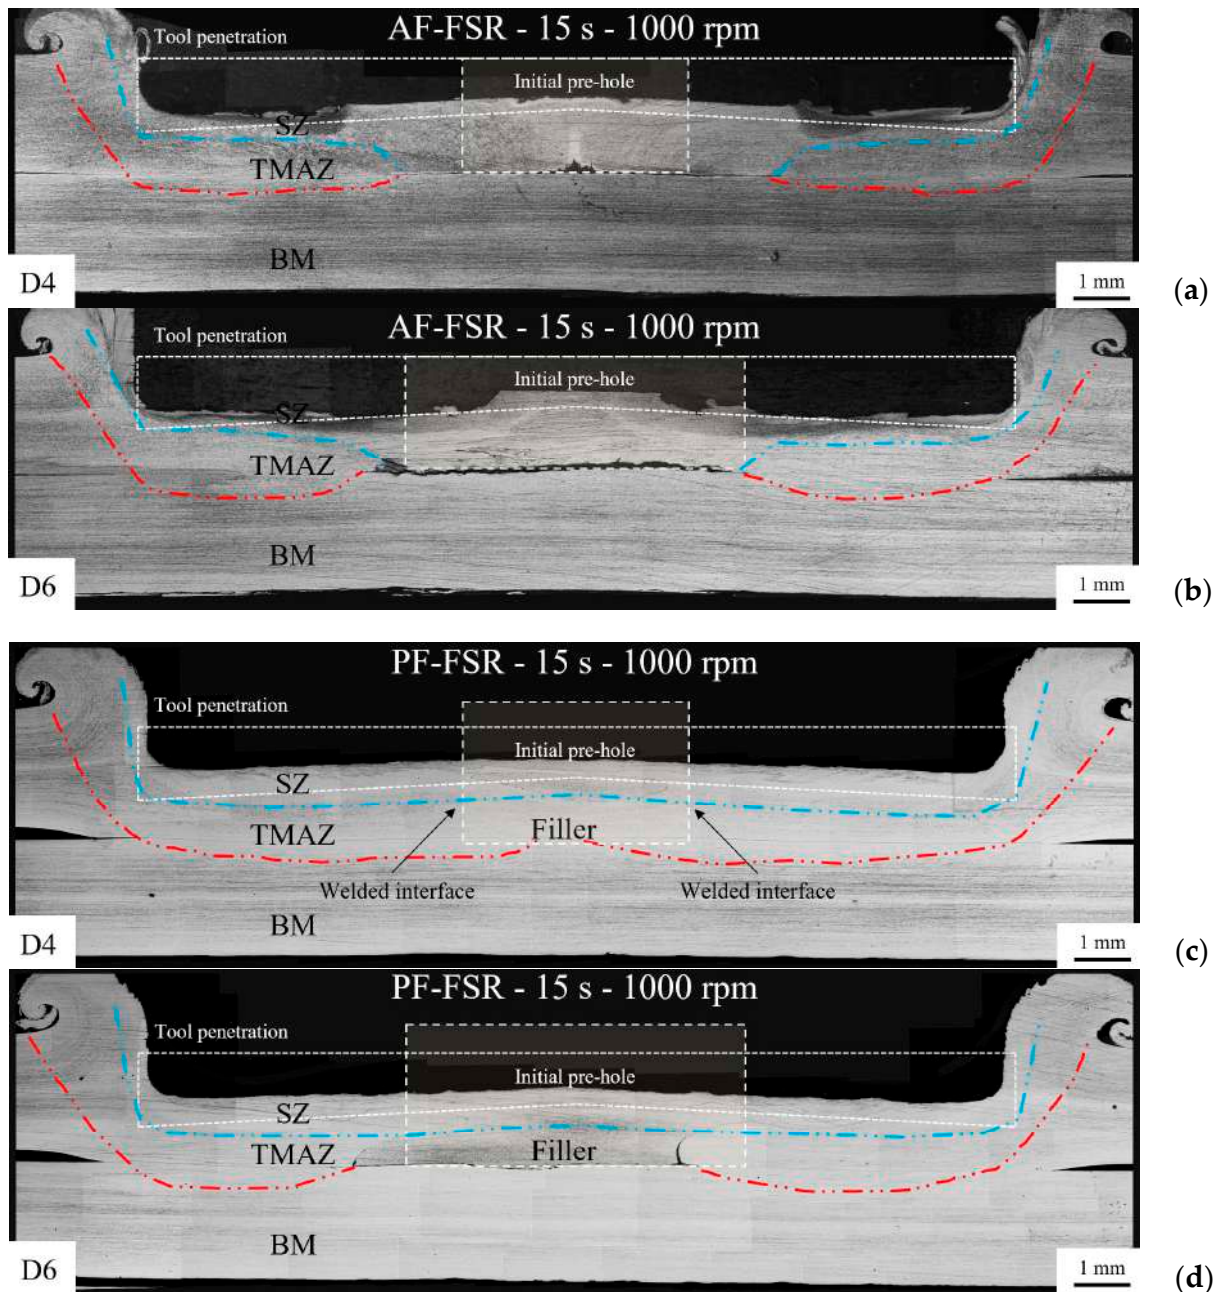 AF-FSR - 15 s - 1000 rpm
Tool penetration
Initial pre-hole
SZ
TMAZ
BM
D4
1 mm
(a)
AF-FSR - 15 s - 1000 rpm
Tool penetration
Initial pre-hole
SZ
TMAZ
BM
D6
1 mm
(b)
PF-FSR - 15 s - 1000 rpm
Tool penetration
Initial pre-hole
SZ
TMAZ
Filler
Welded interface
Welded interface
BM
D4
1 mm
(c)
PF-FSR - 15 s - 1000 rpm
Tool penetration
Initial pre-hole
SZ
TMAZ
Filler
BM
D6
1 mm
(d)